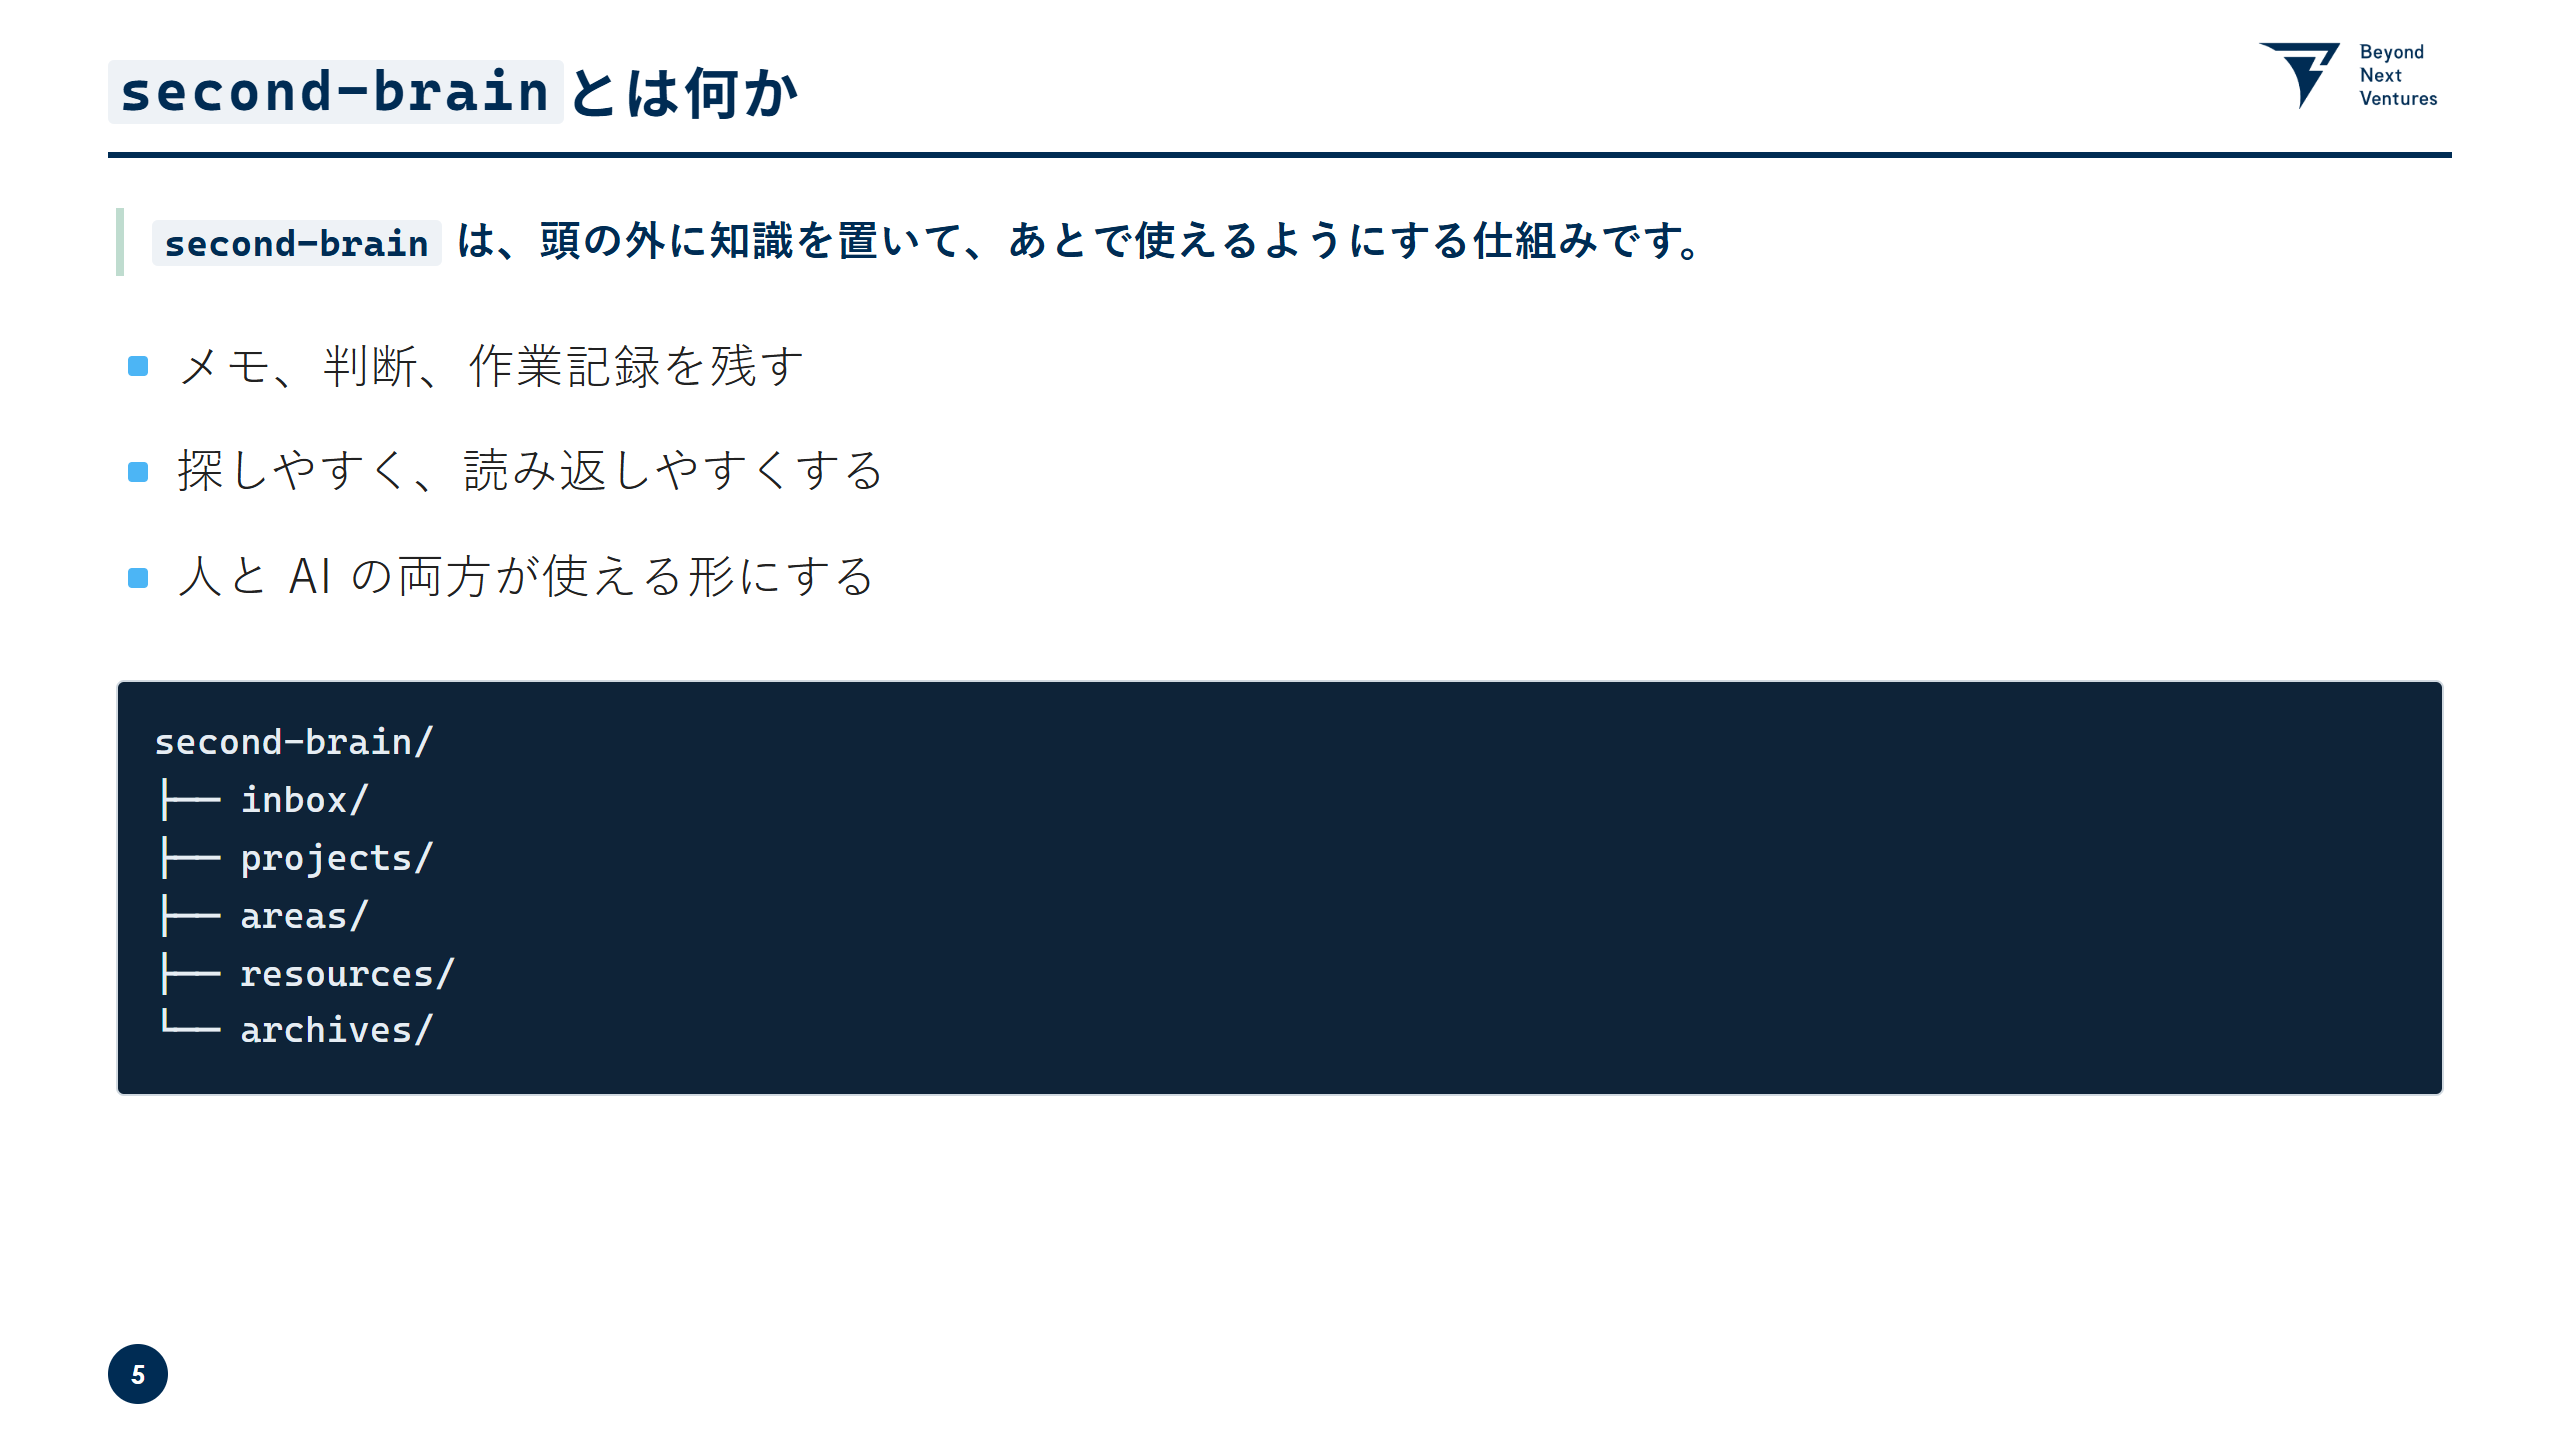 second-brainとは何か
Beyond
Next
Ventures
second-brain は、頭の外に知識を置いて、あとで使えるようにする仕組みです。
メモ、判断、作業記録を残す
探しやすく、読み返しやすくする
人と AI の両方が使える形にする
second-brain/
├── inbox/
├── projects/
├── areas/
├── resources/
└── archives/
5